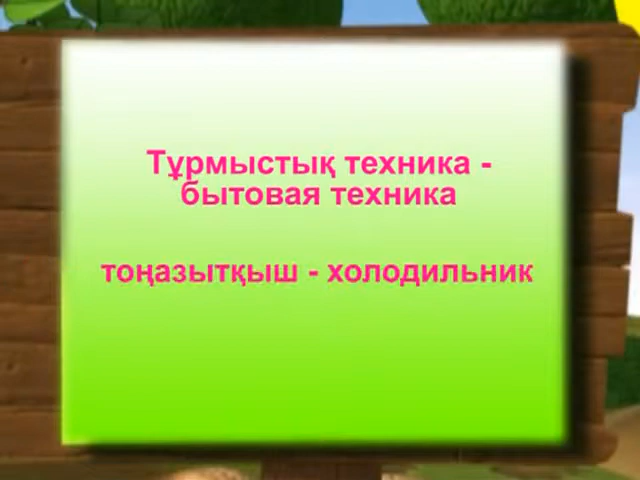 Тұрмыстық техника -
бытовая техника
тоңазытқыш - холодильник